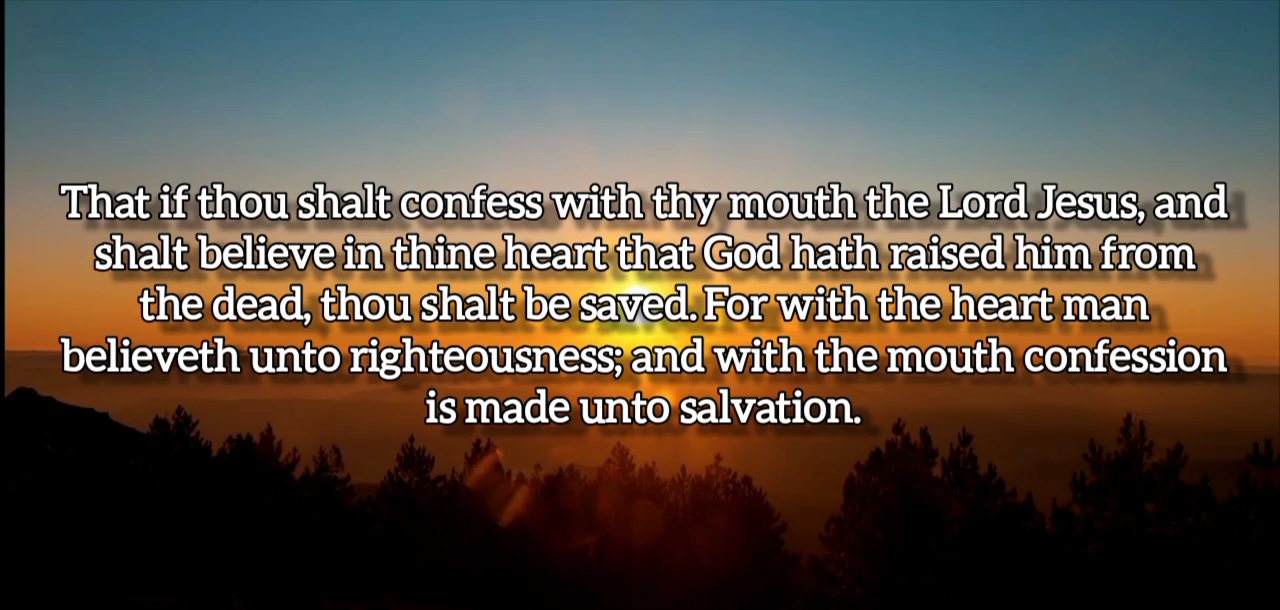 That if thou shalt confess with thy mouth the Lord Jesus, and
shalt believe in thine heart that God hath raised him from
the dead, thou shalt be saved. For with the heart man
believeth unto righteousness; and with the mouth confession
is made unto salvation.